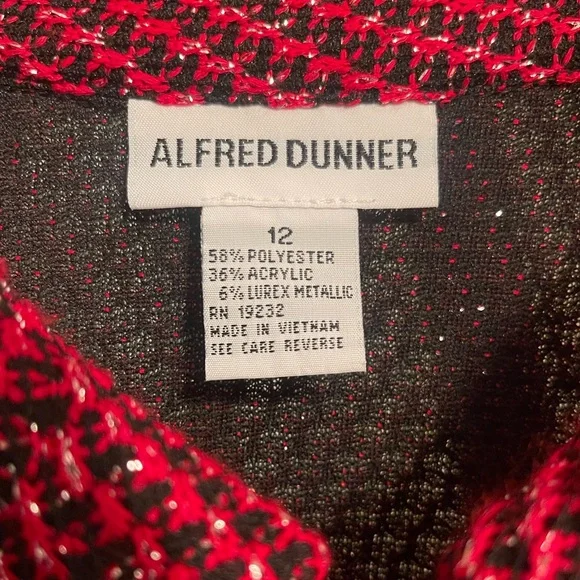 ALFRED DUNNER
12
58% POLYESTER
36% ACRYLIC
6% LUREX METALLIC
RN 19232
MADE IN VIETNAM
SEE CARE REVERSE